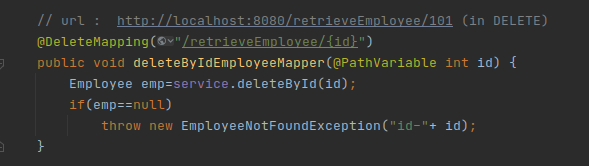 // url :  http://localhost:8080/retrieveEmployee/101 (in DELETE)
@DeleteMapping("/retrieveEmployee/{id}")
public void deleteByIdEmployeeMapper(@PathVariable int id) {
    Employee emp=service.deleteById(id);
    if(emp==null)
        throw new EmployeeNotFoundException("id-"+ id);
}